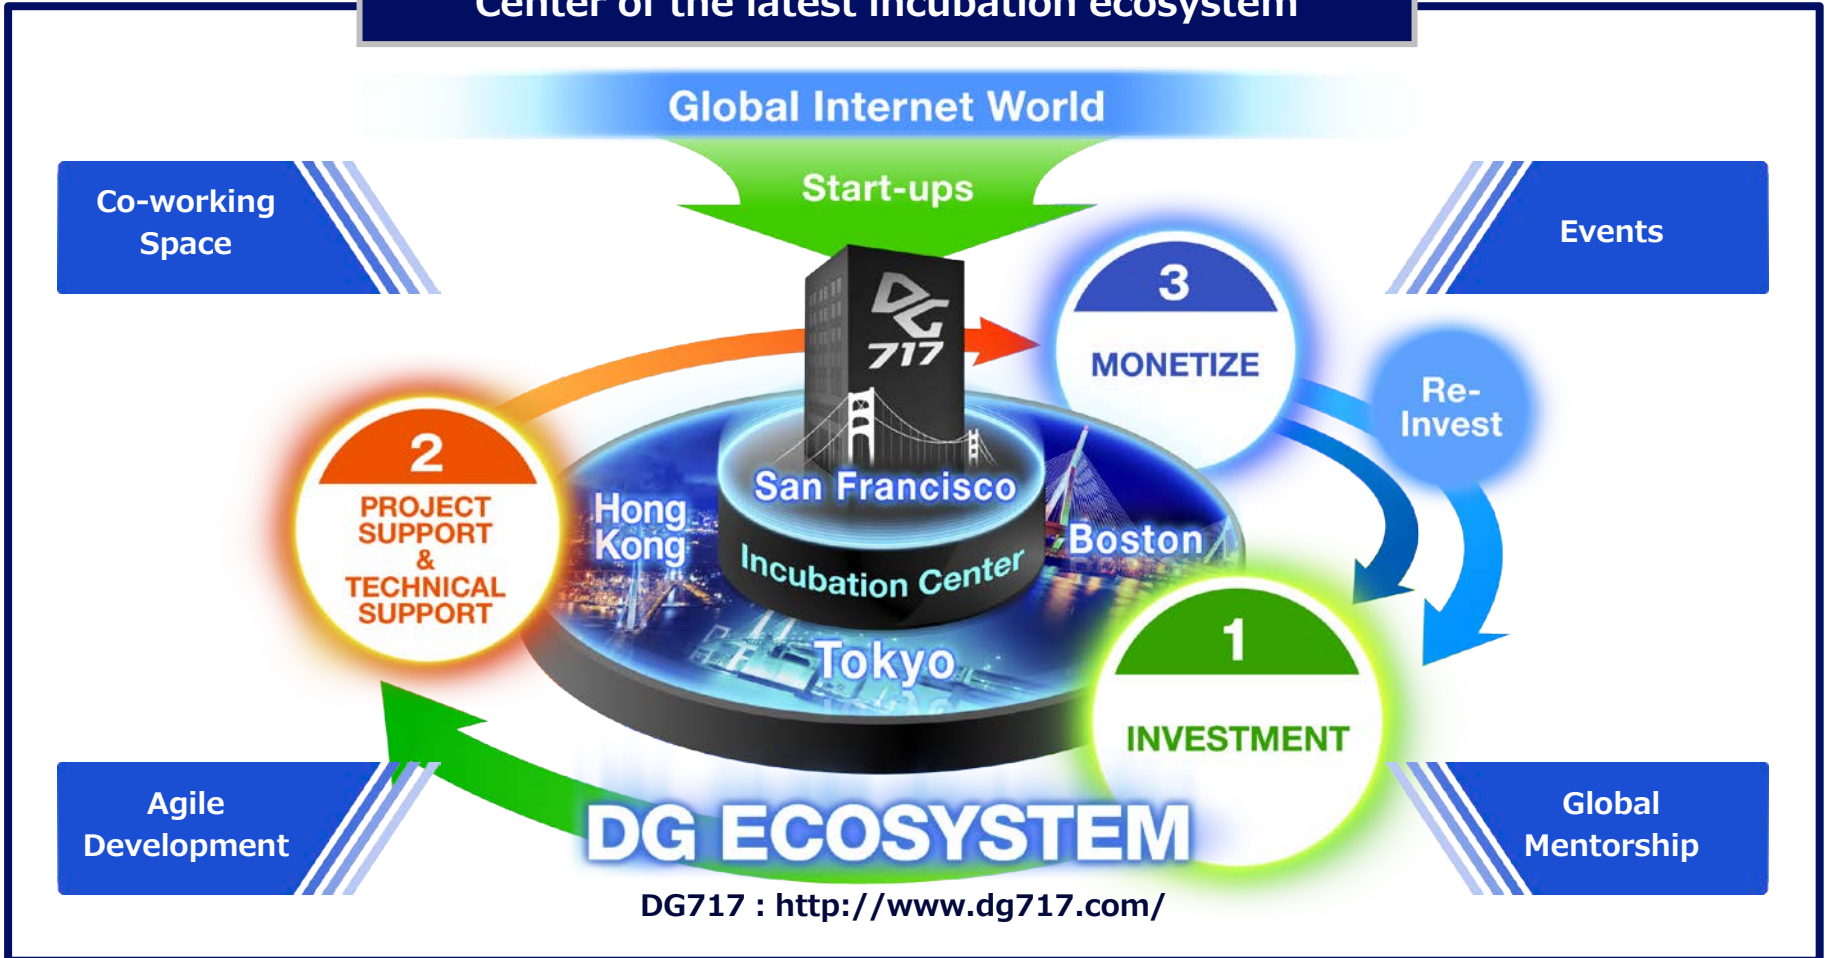 Center of the latest incubation ecosystem
Global Internet World
Start-ups
Co-working
Space
Events
DG
717
3
MONETIZE
Re-
Invest
2
PROJECT
SUPPORT
&
TECHNICAL
SUPPORT
San Francisco
Hong
Kong
Boston
Incubation Center
Tokyo
1
INVESTMENT
Agile
Development
Global
Mentorship
DG ECOSYSTEM
DG717 : http://www.dg717.com/